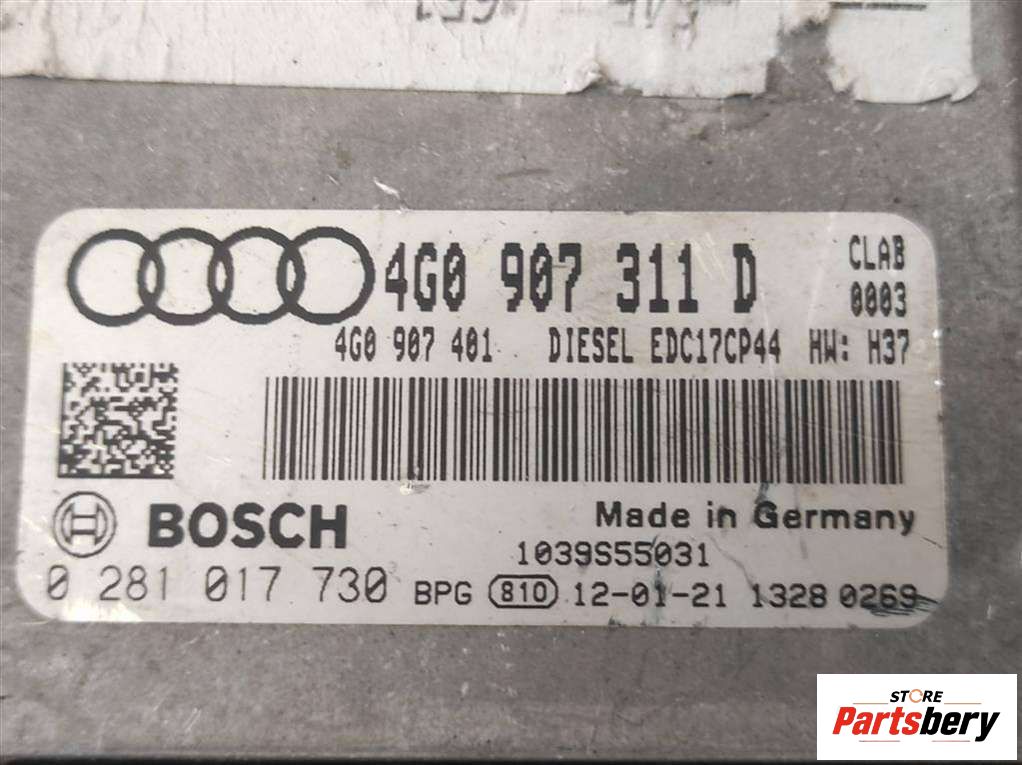 4G0 907 311 D
CLAB
0003
4G0 907 401 DIESEL EDC17CP44 HW: H37
BOSCH
Made in Germany
1039S55031
0 281 017 730 BPG 810 12-01-21 1328 0269
STORE
Partsbery